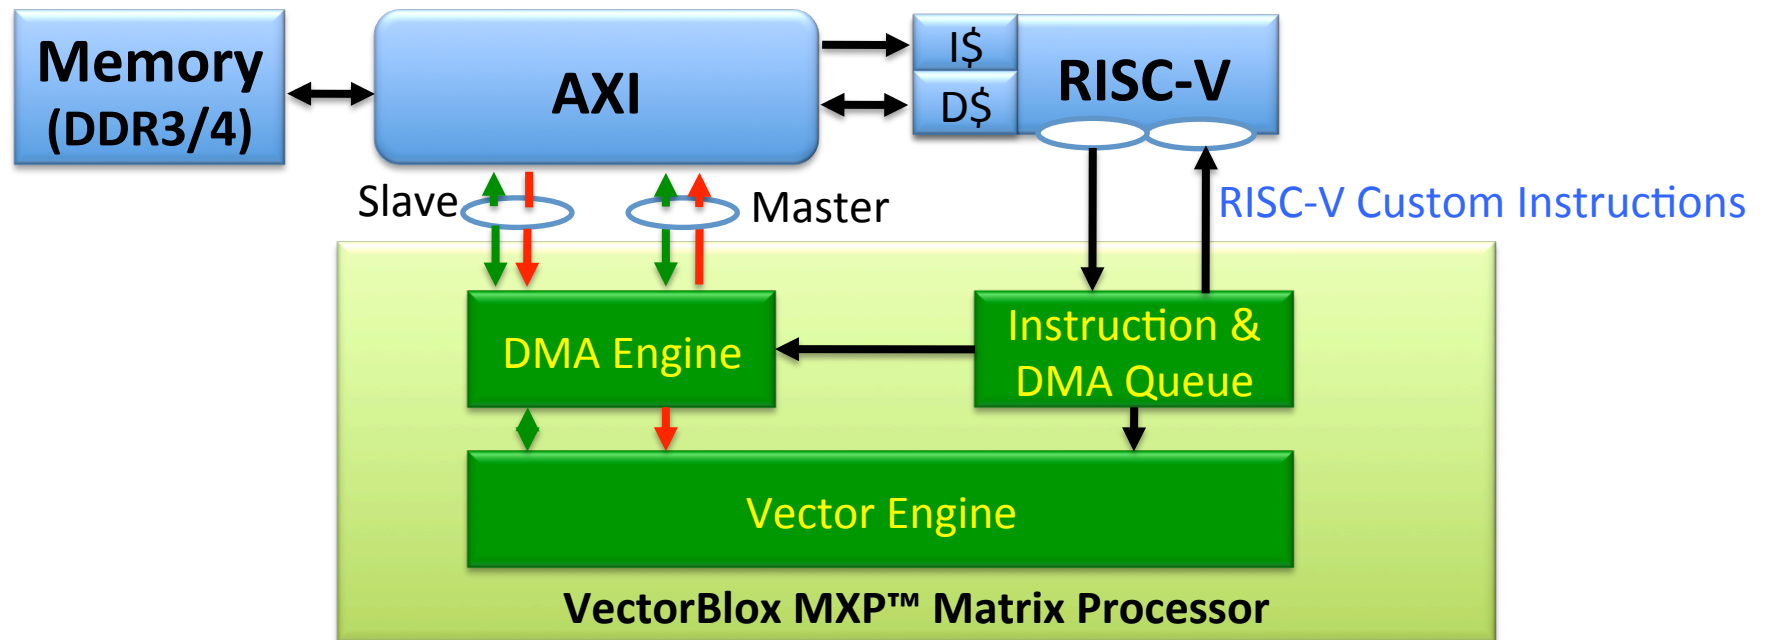 Memory
(DDR3/4)
AXI
I$
D$
RISC-V
Slave
Master
RISC-V Custom Instructions
DMA Engine
Instruction &
DMA Queue
Vector Engine
VectorBlox MXP™ Matrix Processor